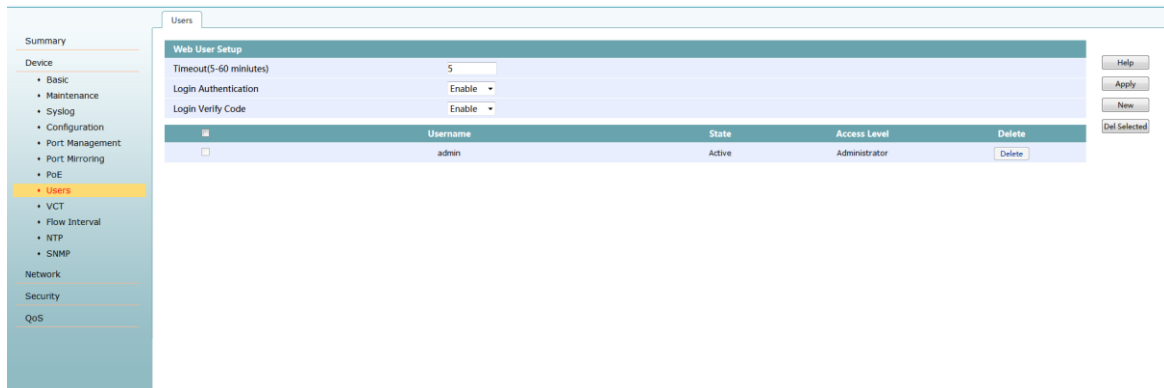 Users
Summary
Device
• Basic
• Maintenance
• Syslog
• Configuration
• Port Management
• Port Mirroring
• PoE
• Users
• VCT
• Flow Interval
• NTP
• SNMP
Network
Security
QoS
Web User Setup
Timeout(5-60 miniutes) 5
Login Authentication Enable
Login Verify Code Enable
Username State Access Level Delete
admin Active Administrator Delete
Help
Apply
New
Del Selected